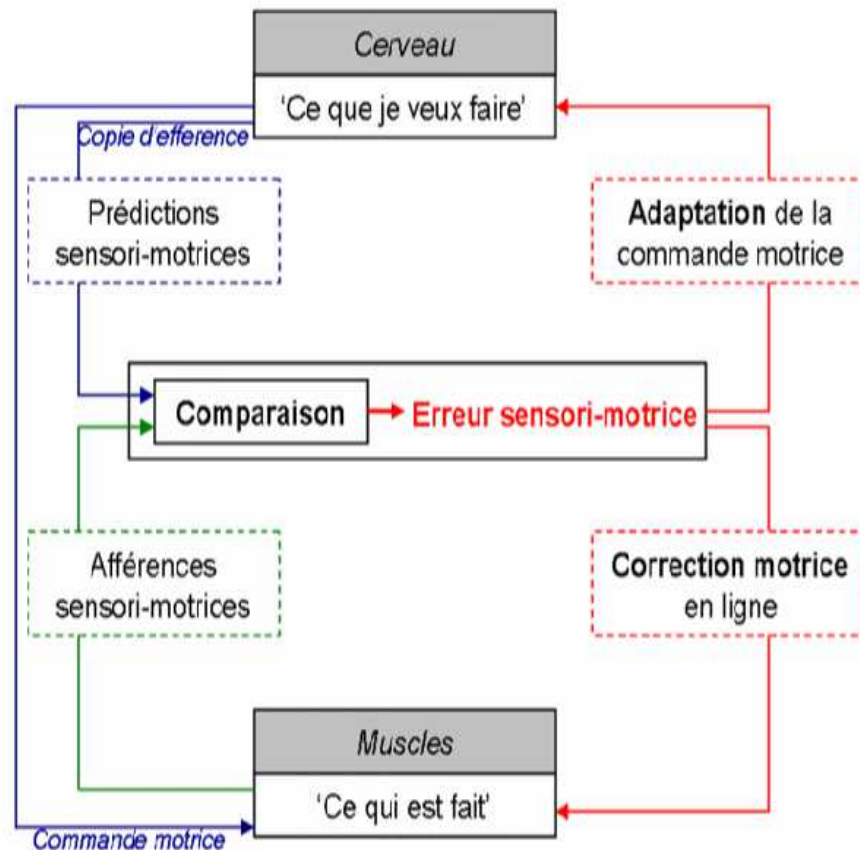 Cerveau
'Ce que je veux faire'
Copie d'efference
Prédictions
sensori-motrices
Adaptation de la
commande motrice
Comparaison
Erreur sensori-motrice
Afférences
sensori-motrices
Correction motrice
en ligne
Muscles
'Ce qui est fait'
Commande motrice